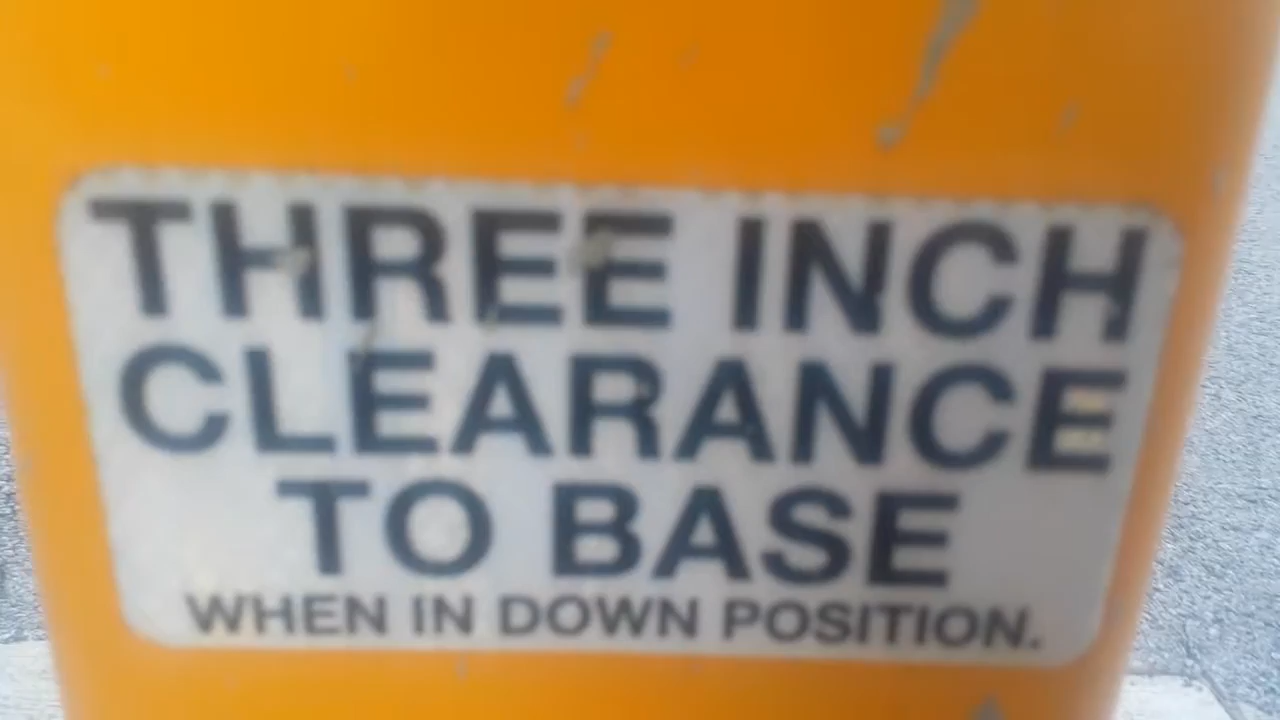 THREE INCH
CLEARANCE
TO BASE
WHEN IN DOWN POSITION.